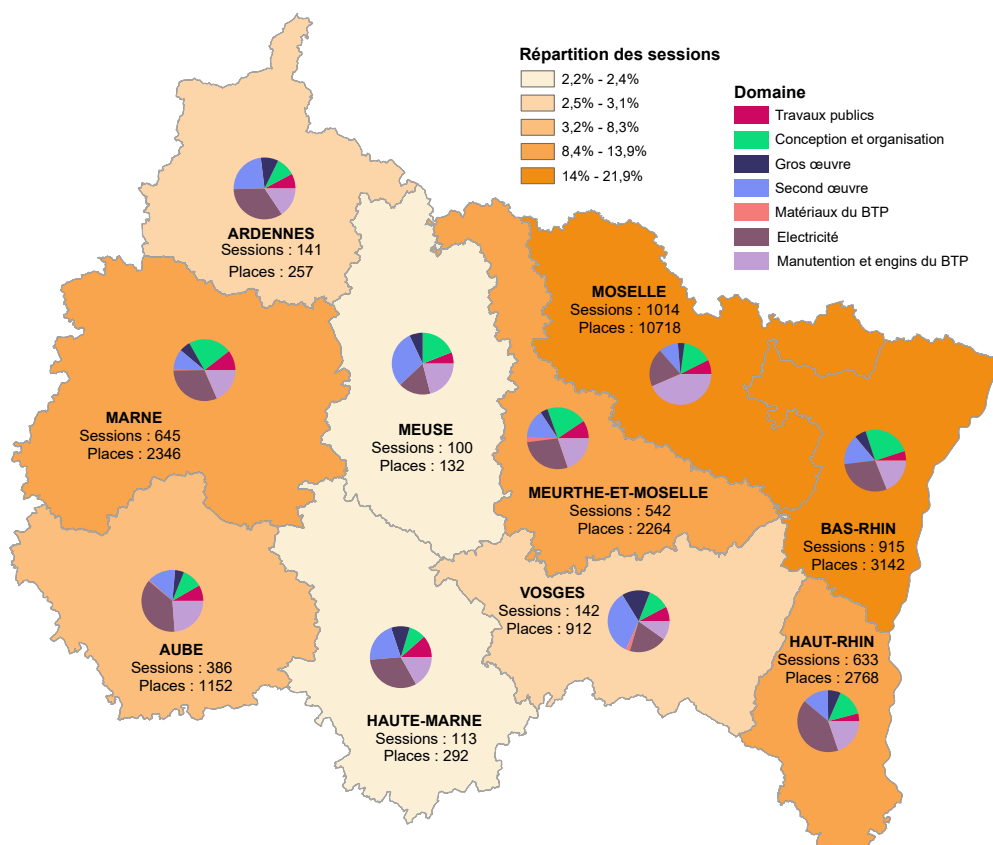 Répartition des sessions
2,2% - 2,4%
2,5% - 3,1%
3,2% - 8,3%
8,4% - 13,9%
14% - 21,9%
Domaine
Travaux publics
Conception et organisation
Gros œuvre
Second œuvre
Matériaux du BTP
Electricité
Manutention et engins du BTP
ARDENNES
Sessions : 141
Places : 257
MOSELLE
Sessions : 1014
Places : 10718
MARNE
Sessions : 645
Places : 2346
MEUSE
Sessions : 100
Places : 132
MEURTHE-ET-MOSELLE
Sessions : 542
Places : 2264
BAS-RHIN
Sessions : 915
Places : 3142
VOSGES
Sessions : 142
Places : 912
AUBE
Sessions : 386
Places : 1152
HAUT-RHIN
Sessions : 633
Places : 2768
HAUTE-MARNE
Sessions : 113
Places : 292